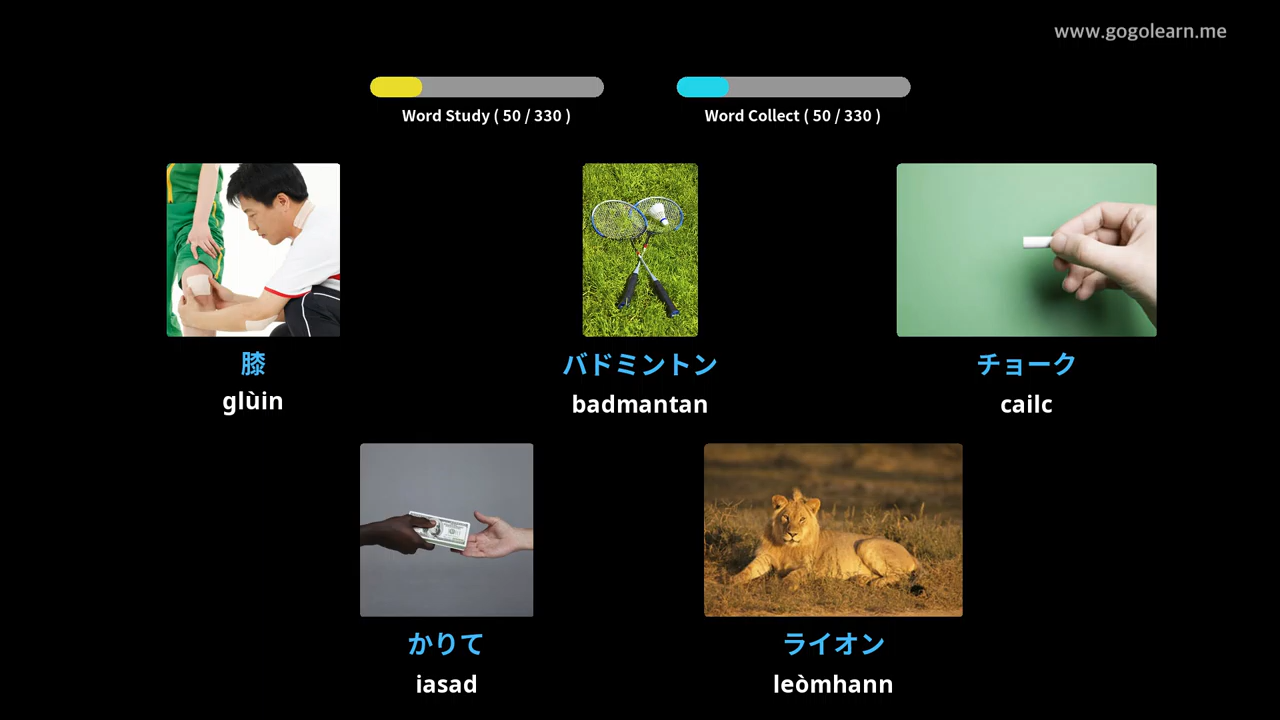 www.gogolearn.me
Word Study ( 50 / 330 )
Word Collect ( 50 / 330 )
膝
glùin
バドミントン
badmantan
チョーク
cailc
かりて
iasad
ライオン
leòmhann